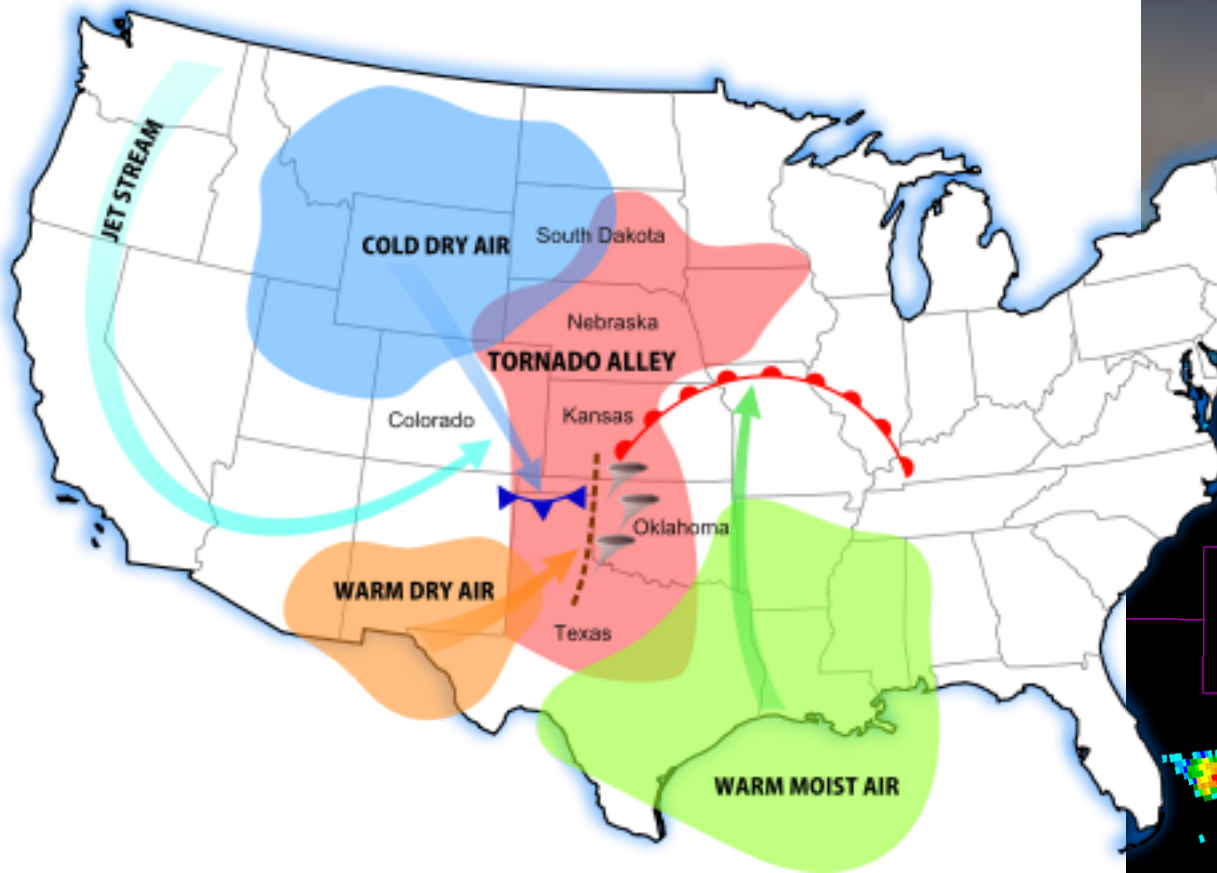 JET STREAM
COLD DRY AIR
South Dakota
Nebraska
TORNADO ALLEY
Colorado
Kansas
Oklahoma
WARM DRY AIR
Texas
WARM MOIST AIR